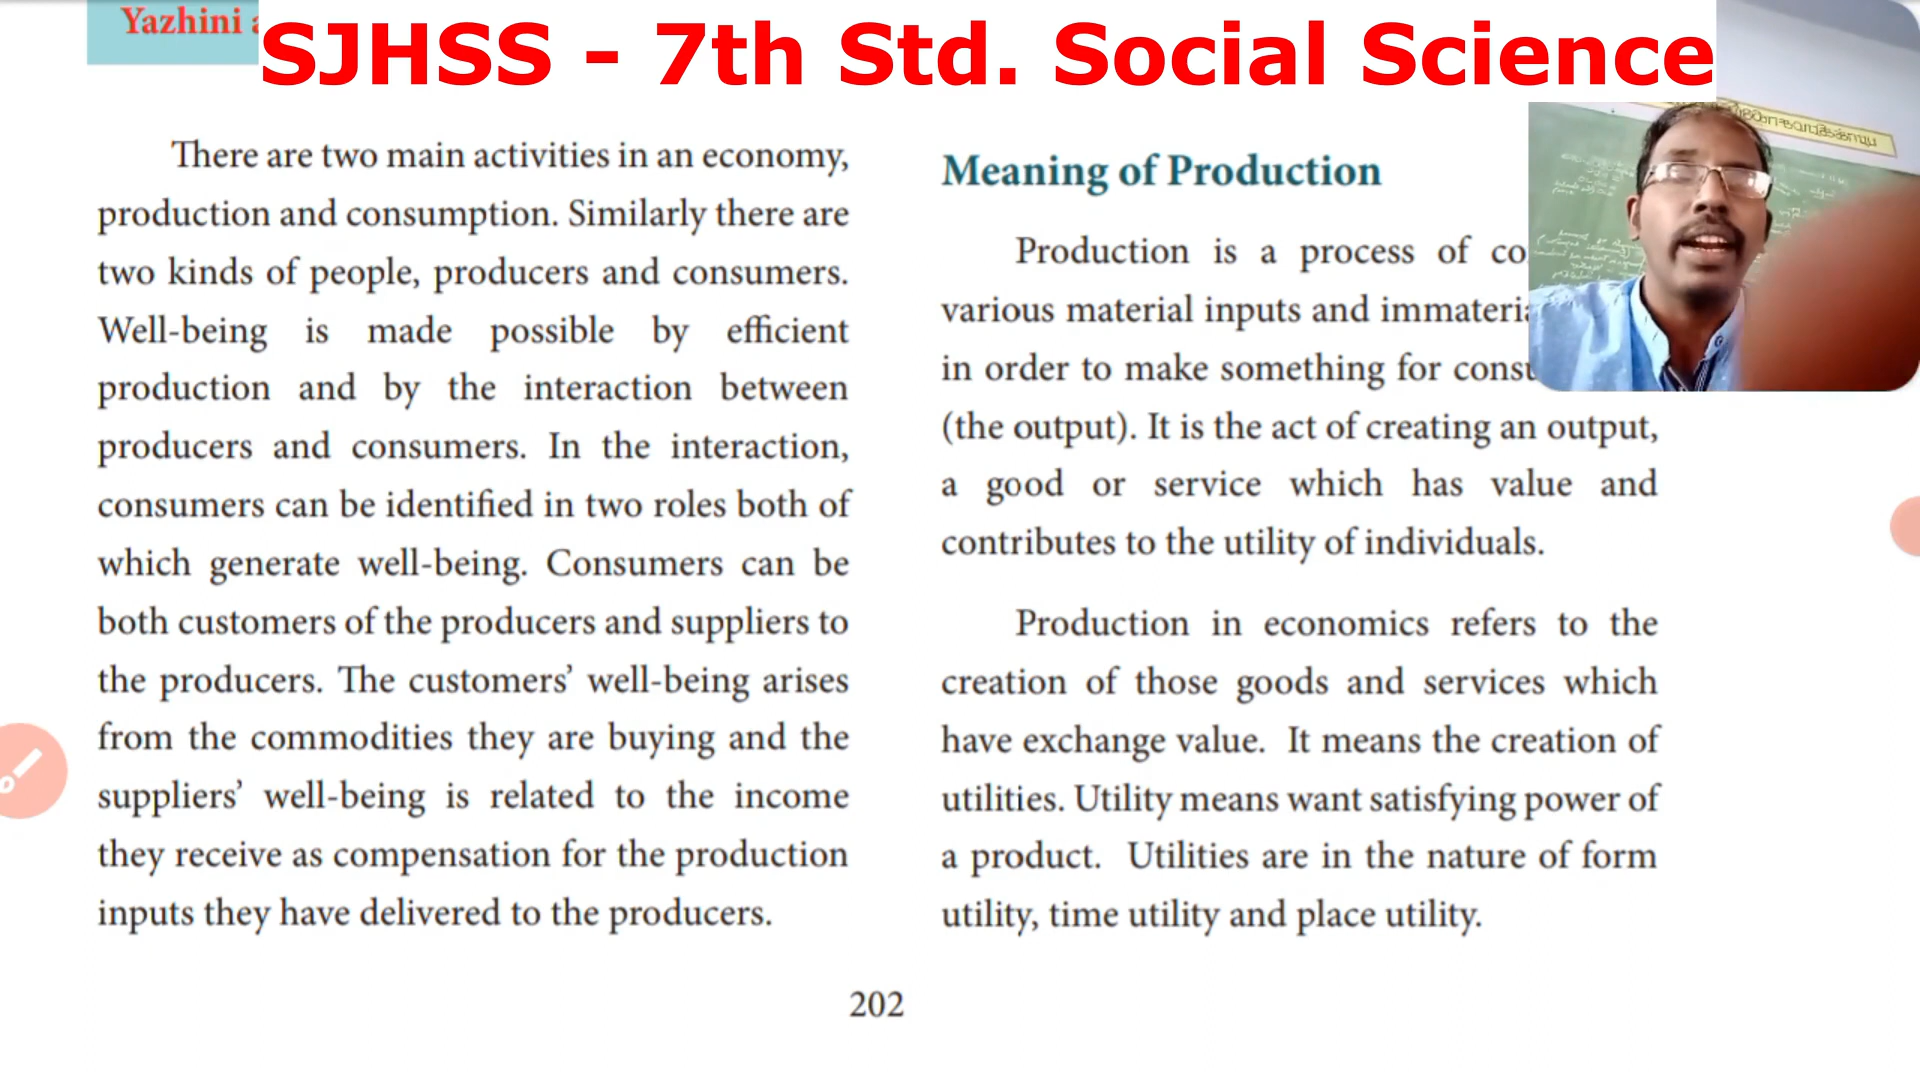 Yazhini
SJHSS - 7th Std. Social Science
There are two main activities in an economy,
production and consumption. Similarly there are
two kinds of people, producers and consumers.
Well-being is made possible by efficient
production and by the interaction between
producers and consumers. In the interaction,
consumers can be identified in two roles both of
which generate well-being. Consumers can be
both customers of the producers and suppliers to
the producers. The customers’ well-being arises
from the commodities they are buying and the
suppliers’ well-being is related to the income
they receive as compensation for the production
inputs they have delivered to the producers.
Meaning of Production
Production is a process of
various material inputs and
in order to make something for
(the output). It is the act of creating an output,
a good or service which has value and
contributes to the utility of individuals.
Production in economics refers to the
creation of those goods and services which
have exchange value. It means the creation of
utilities. Utility means want satisfying power of
a product. Utilities are in the nature of form
utility, time utility and place utility.
202